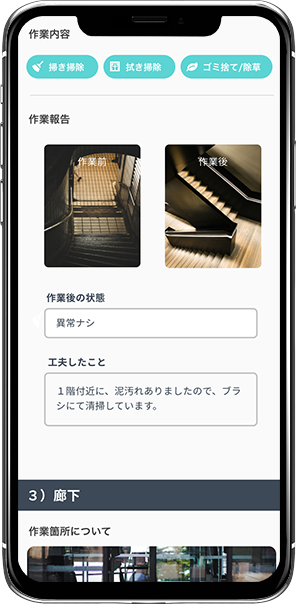 作業内容
掃き掃除
拭き掃除
ゴミ捨て/除草
作業報告
作業前
作業後
作業後の状態
異常ナシ
工夫したこと
１階付近に、泥汚れありましたので、ブラ
シにて清掃しています。
３）廊下
作業箇所について